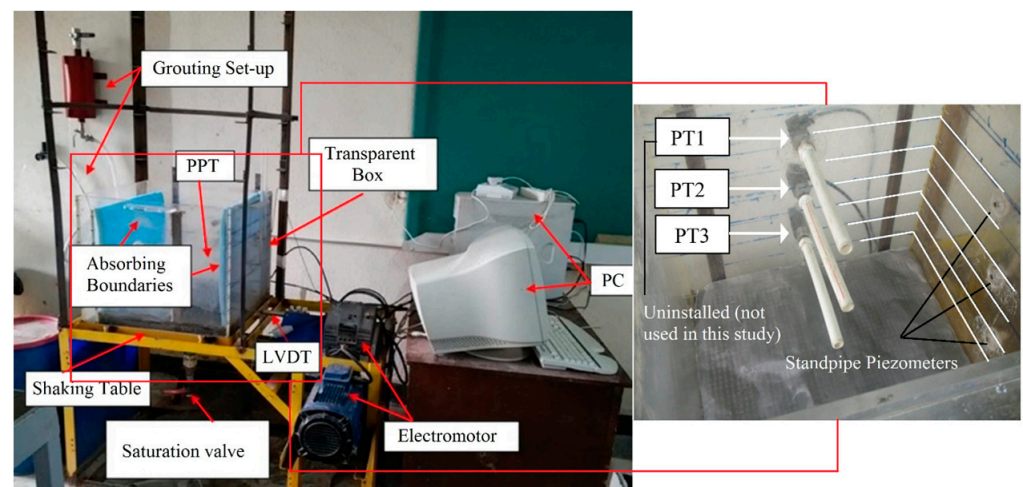 Grouting Set-up
PPT
Transparent
Box
Absorbing
Boundaries
PC
LVDT
Shaking Table
Electromotor
Saturation valve
PT1
PT2
PT3
Uninstalled (not
used in this study)
Standpipe Piezometers